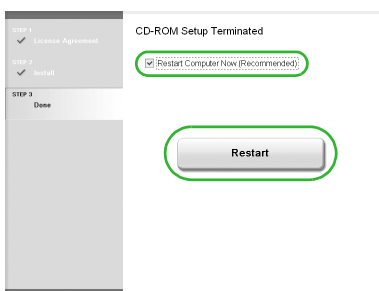 STEP 1
License Agreement
STEP 2
Install
STEP 3
Done
CD-ROM Setup Terminated
Restart Computer Now (Recommended)
Restart